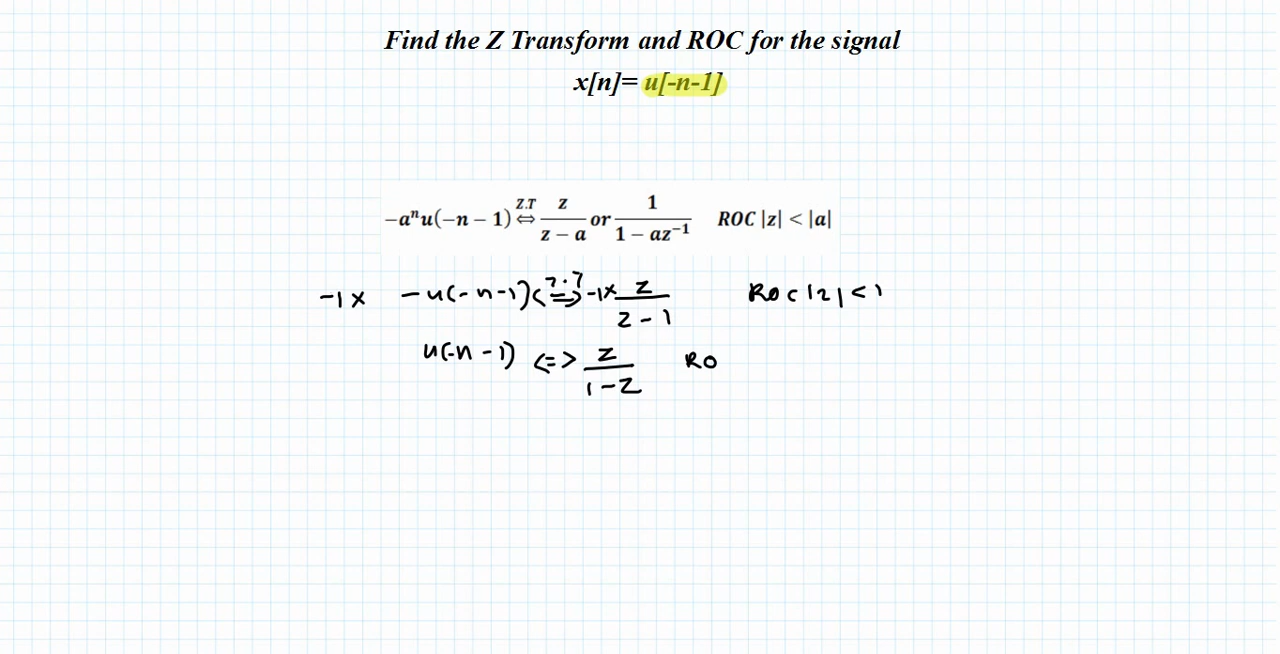 Find the Z Transform and ROC for the signal
x[n]= u[-n-1]
-aⁿu(-n - 1) ⇔ Z.T z/(z - a) or 1/(1 - az⁻¹) ROC |z| < |a|
-1 x -u(-n-1) <=> Z.T -1x z/(z-1) ROC |z| < 1
u(-n-1) <=> z/(1-z) RO